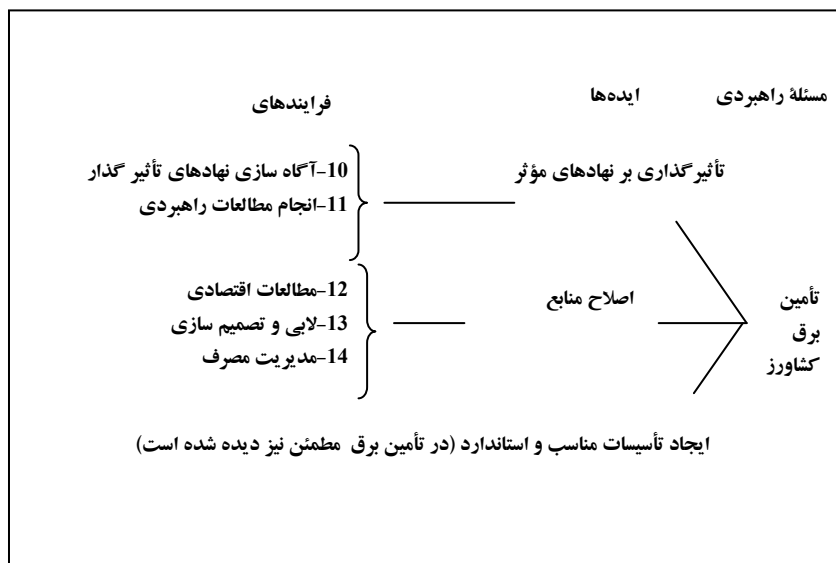 مسئلهٔ راهبردی ایده‌ها فرایندهای
تأثیرگذاری بر نهادهای مؤثر
10-آگاه سازی نهادهای تأثیر گذار
11-انجام مطالعات راهبردی
تأمین
برق
کشاورز
اصلاح منابع
12-مطالعات اقتصادی
13-لابی و تصمیم سازی
14-مدیریت مصرف
ایجاد تأسیسات مناسب و استاندارد (در تأمین برق مطمئن نیز دیده شده است)